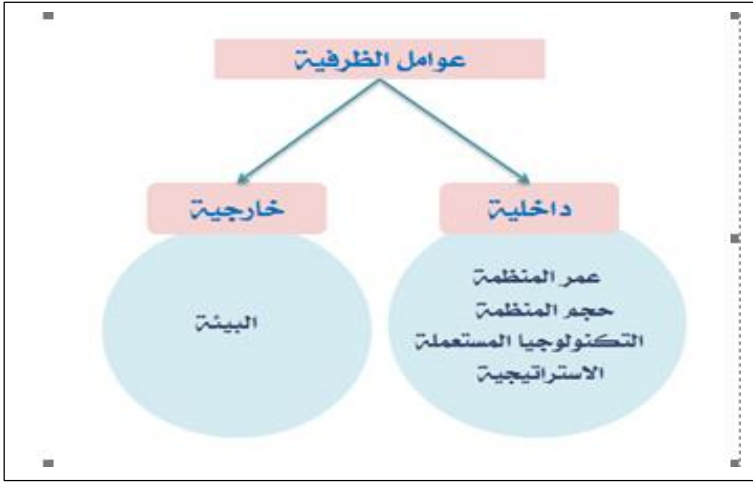 عوامل الظرفية
داخلية
عمر المنظمة
حجم المنظمة
التكنولوجيا المستعملة
الاستراتيجية
خارجية
البيئة